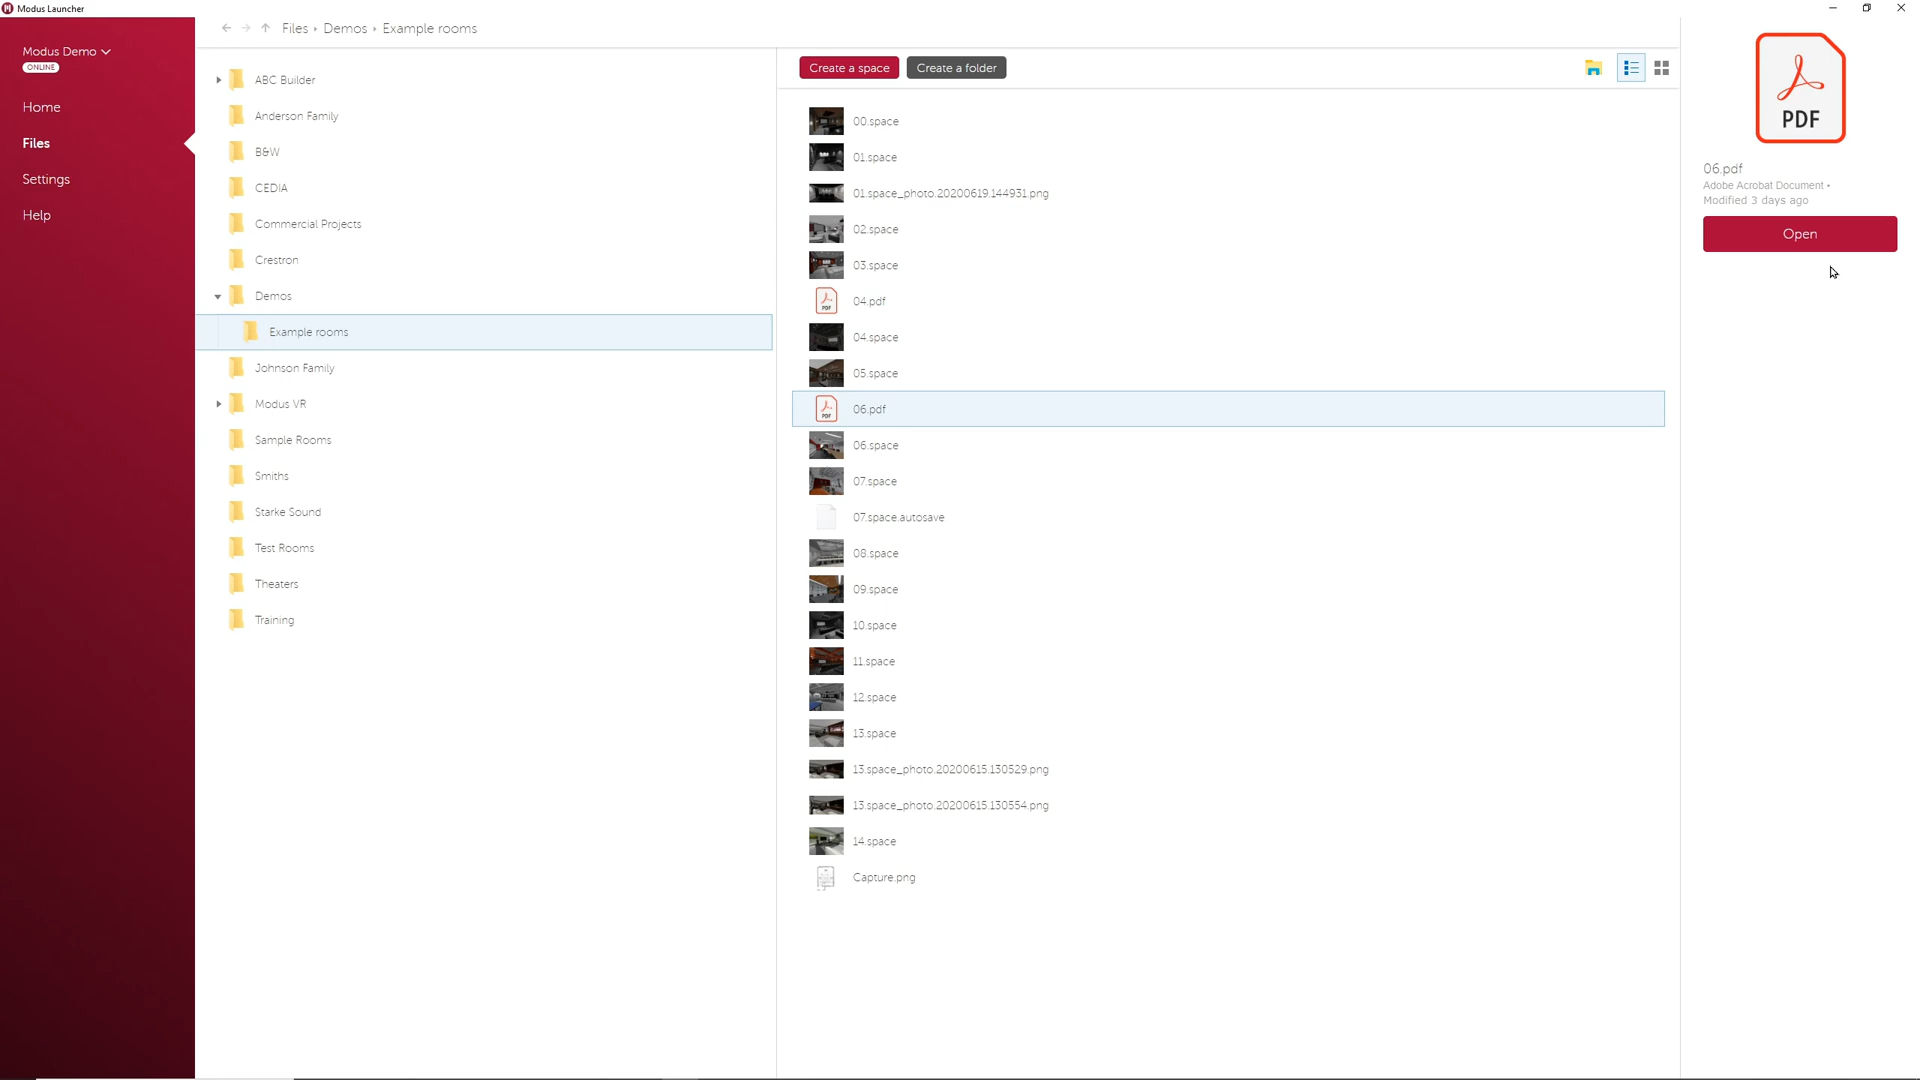 Modus Launcher
Modus Demo
ONLINE
Home
Files
Settings
Help
Files › Demos › Example rooms
ABC Builder
Anderson Family
B&W
CEDIA
Commercial Projects
Crestron
Demos
Example rooms
Johnson Family
Modus VR
Sample Rooms
Smiths
Starke Sound
Test Rooms
Theaters
Training
Create a space
Create a folder
00.space
01.space
01.space_photo.20200619.144931.png
02.space
03.space
04.pdf
04.space
05.space
06.pdf
06.space
07.space
07.space.autosave
08.space
09.space
10.space
11.space
12.space
13.space
13.space_photo.20200615.130529.png
13.space_photo.20200615.130554.png
14.space
Capture.png
PDF
06.pdf
Adobe Acrobat Document •
Modified 3 days ago
Open